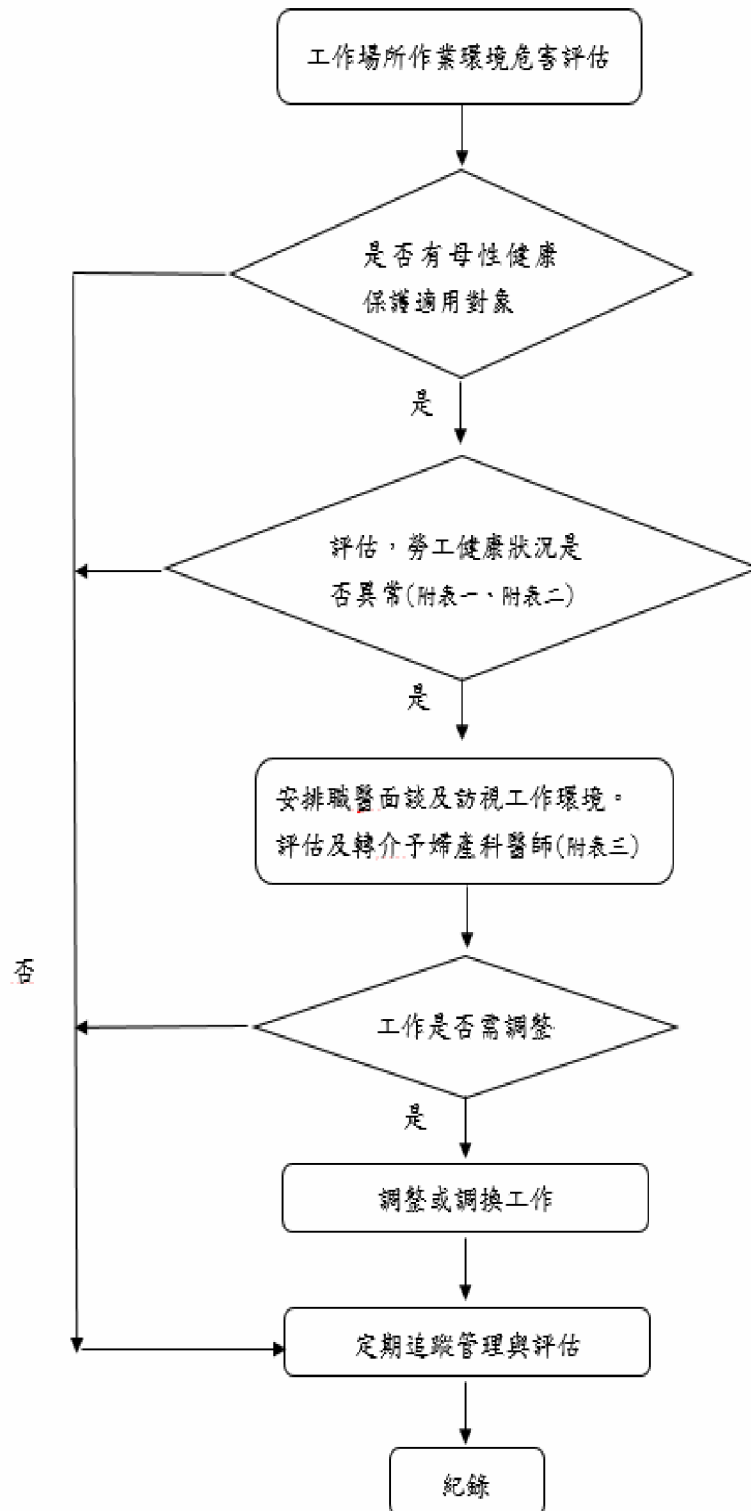 工作場所作業環境危害評估
是否有母性健康
保護適用對象
是
評估，勞工健康狀況是
否異常(附表一、附表二)
是
安排職醫面談及訪視工作環境。
評估及轉介予婦產科醫師(附表三)
否
工作是否需調整
是
調整或調換工作
定期追蹤管理與評估
紀錄